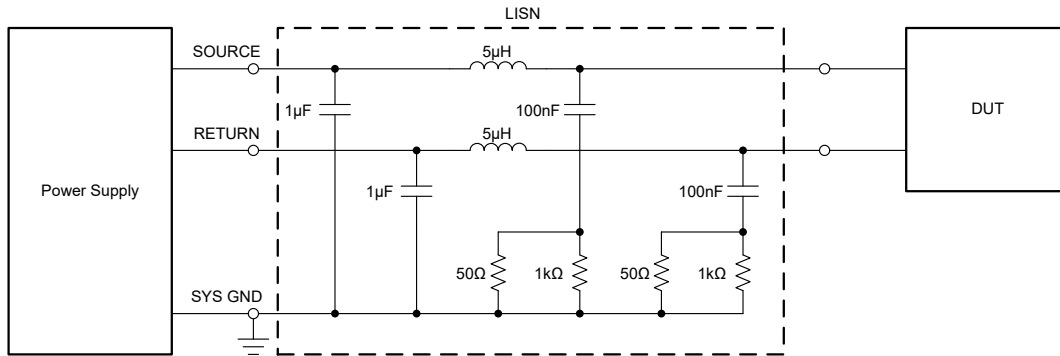 LISN
SOURCE
5µH
1µF
100nF
DUT
RETURN
5µH
Power Supply
1µF
100nF
50Ω
1kΩ
50Ω
1kΩ
SYS GND